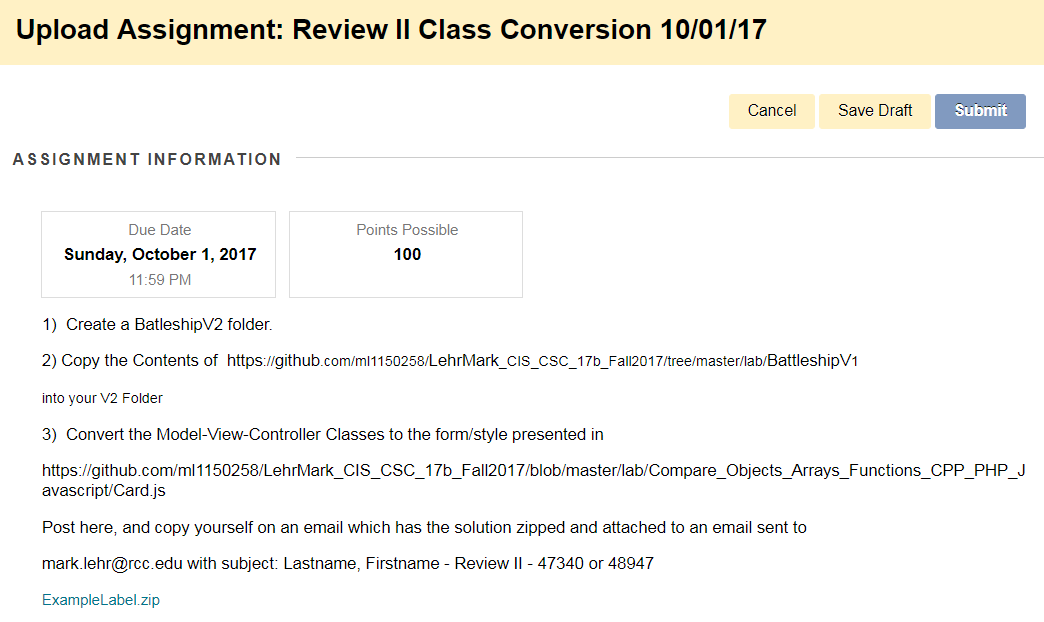 Upload Assignment: Review II Class Conversion 10/01/17
Cancel Save Draft Submit
ASSIGNMENT INFORMATION
Due Date Points Possible
Sunday, October 1, 2017 100
11:59 PM
1) Create a BatleshipV2 folder.
2) Copy the Contents of https://github.com/ml1150258/LehrMark_CIS_CSC_17b_Fall2017/tree/master/lab/BattleshipV1
into your V2 Folder
3) Convert the Model-View-Controller Classes to the form/style presented in
https://github.com/ml1150258/LehrMark_CIS_CSC_17b_Fall2017/blob/master/lab/Compare_Objects_Arrays_Functions_CPP_PHP_J
avascript/Card.js
Post here, and copy yourself on an email which has the solution zipped and attached to an email sent to
mark.lehr@rcc.edu with subject: Lastname, Firstname - Review II - 47340 or 48947
ExampleLabel.zip